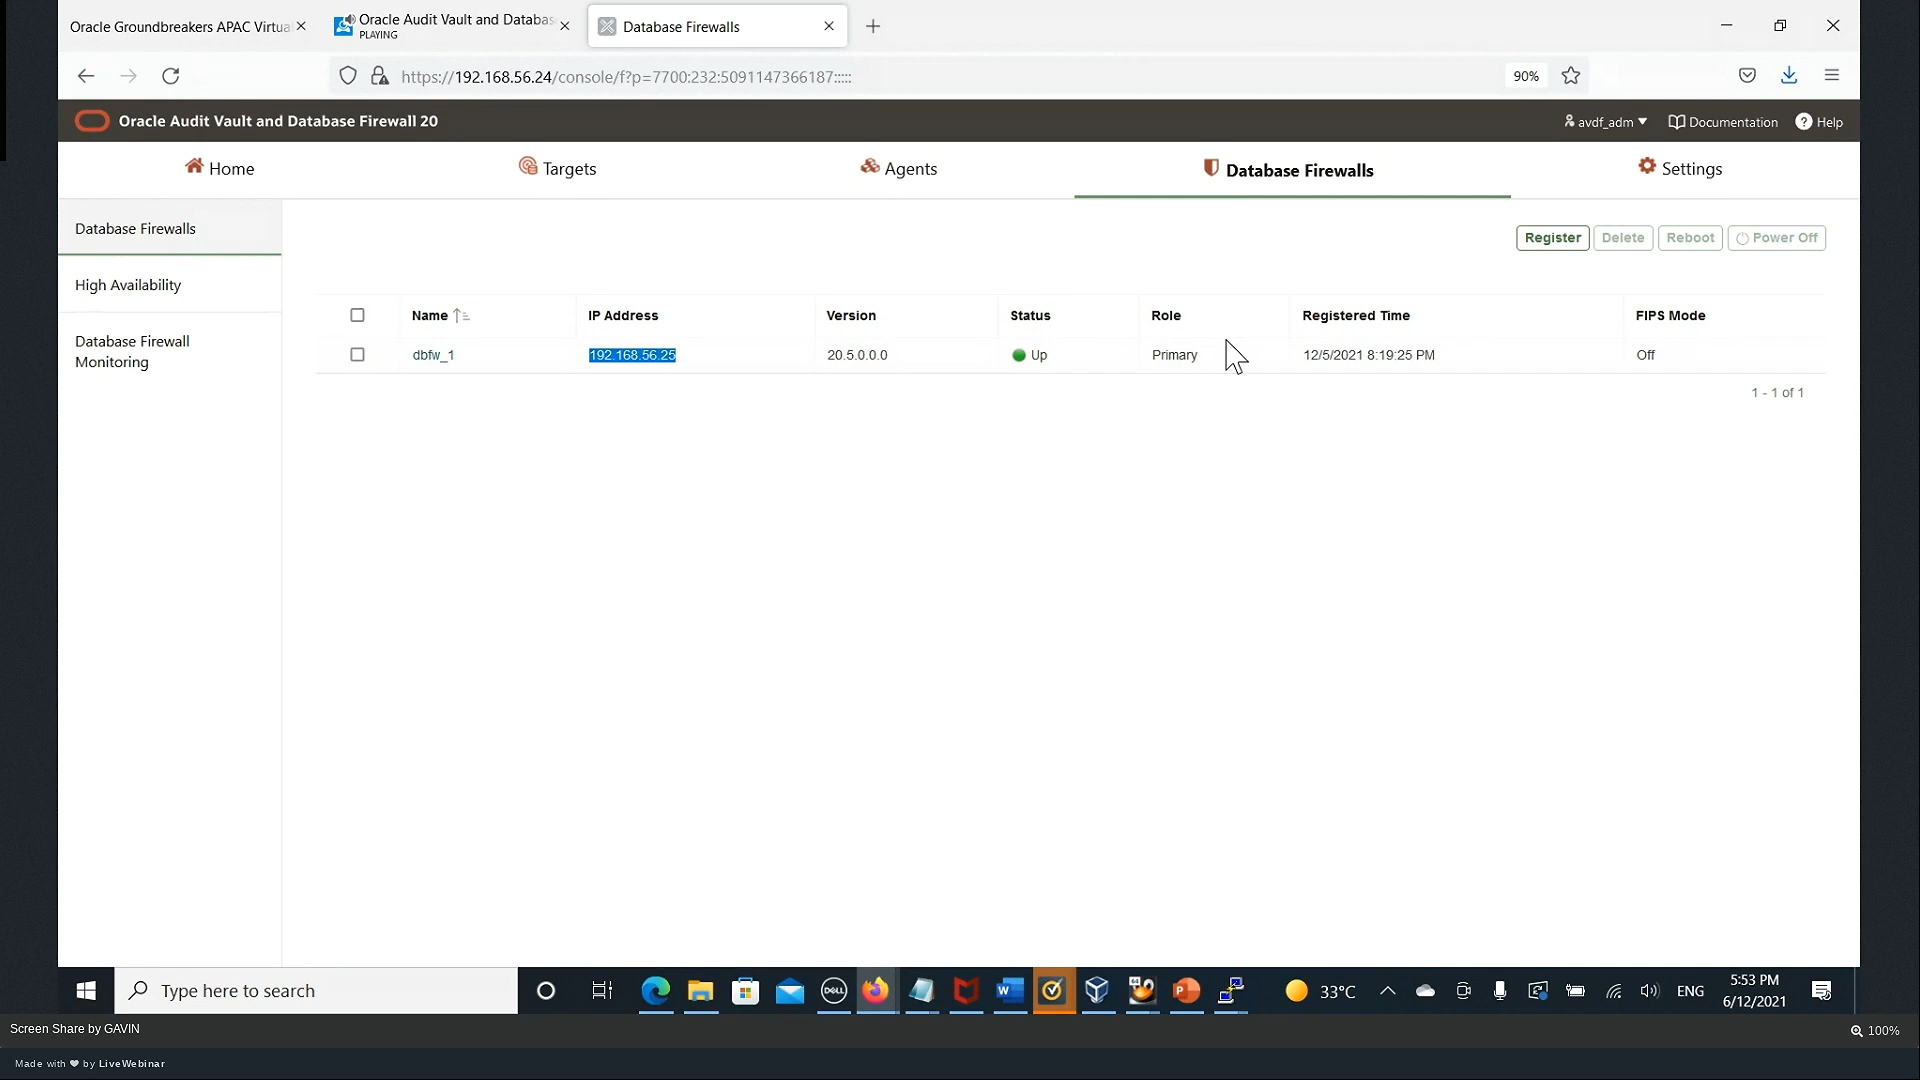 Oracle Groundbreakers APAC Virtua
Oracle Audit Vault and Databas
PLAYING
Database Firewalls
https://192.168.56.24/console/f?p=7700:232:5091147366187:::::
90%
Oracle Audit Vault and Database Firewall 20
avdf_adm
Documentation
? Help
Home
Targets
Agents
Database Firewalls
Settings
Database Firewalls
High Availability
Database Firewall
Monitoring
Register Delete Reboot Power Off
Name IP Address Version Status Role Registered Time FIPS Mode
dbfw_1 192.168.56.25 20.5.0.0.0 Up Primary 12/5/2021 8:19:25 PM Off
1 - 1 of 1
Type here to search
DELL
W
P
33°C
ENG
5:53 PM
6/12/2021
Screen Share by GAVIN
100%
Made with ❤ by LiveWebinar